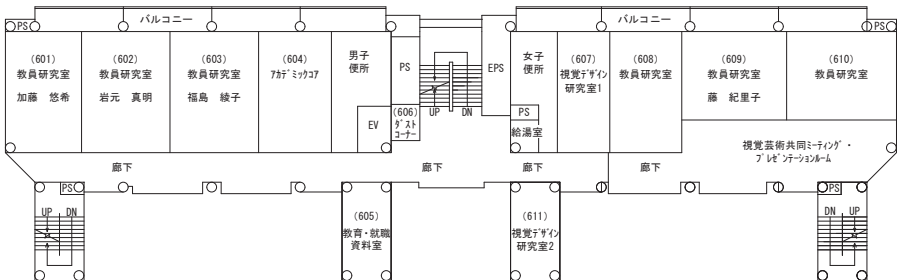 バルコニー
バルコニー
PS
PS
(601)
教員研究室
加藤　悠希
(602)
教員研究室
岩元　真明
(603)
教員研究室
福島　綾子
(604)
ｱｶﾃﾞﾐｯｸｺｱ
男子
便所
EV
PS
(606)
ﾀﾞｽﾄ
ｺｰﾅｰ
UP
DN
EPS
女子
便所
PS
給湯室
(607)
視覚ﾃﾞｻﾞｲﾝ
研究室1
(608)
教員研究室
(609)
教員研究室
藤　紀里子
(610)
教員研究室
視覚芸術共同ﾐｰﾃｨﾝｸﾞ・
ﾌﾟﾚｾﾞﾝﾃｰｼｮﾝﾙｰﾑ
廊下
廊下
廊下
廊下
PS
UP
DN
(605)
教育・就職
資料室
(611)
視覚ﾃﾞｻﾞｲﾝ
研究室2
PS
DN
UP